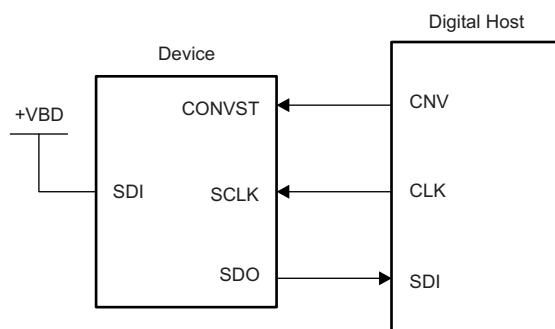 Digital Host
Device
+VBD
CONVST
CNV
SDI
SCLK
CLK
SDO
SDI